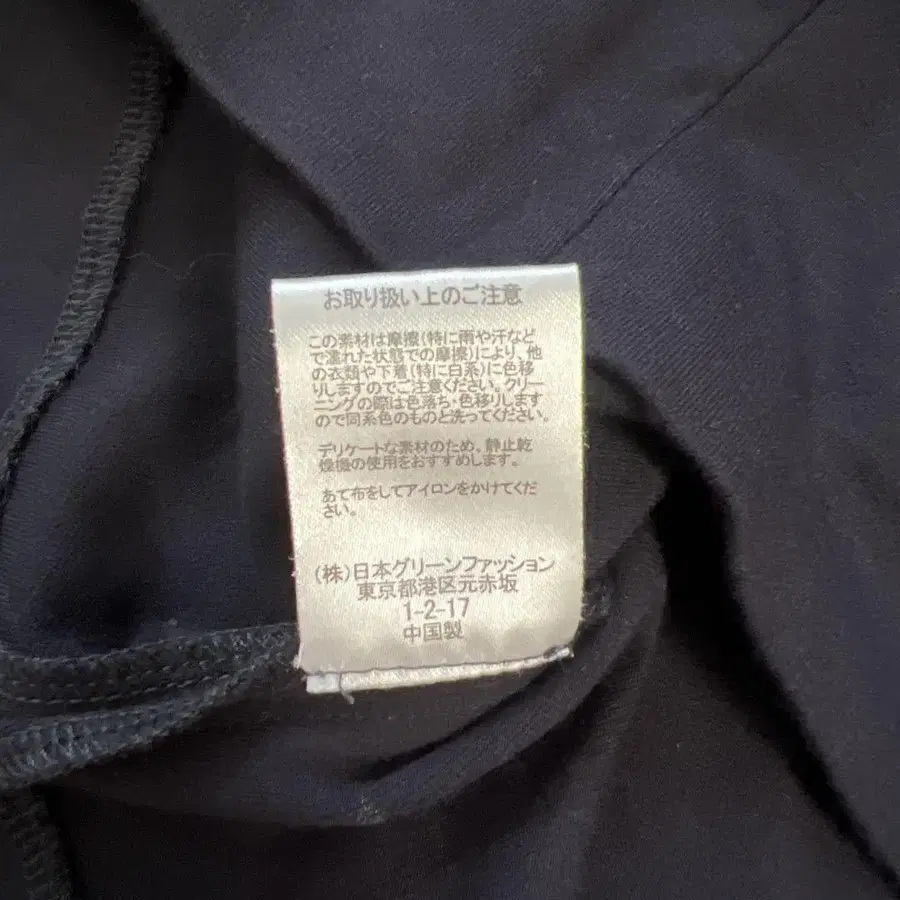 お取り扱い上のご注意
この素材は摩擦(特に雨や汗など
で濡れた状態での摩擦)により、他
の衣類や下着(特に白系)に色移
りしますのでご注意ください。クリー
ニングの際は色落ち・色移りします
ので同系色のものと洗ってください。
デリケートな素材のため、静止乾
燥機の使用をおすすめします。
あて布をしてアイロンをかけてくだ
さい。
(株)日本グリーンファッション
東京都港区元赤坂
1-2-17
中国製